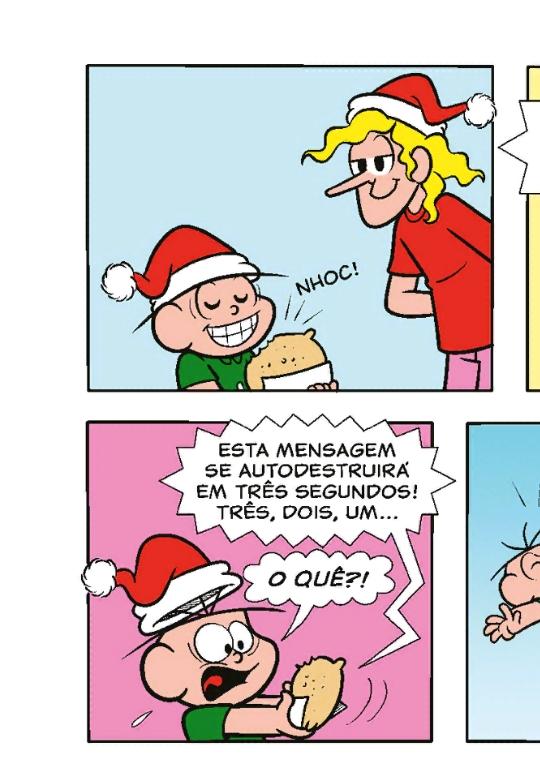 NHOC!
ESTA MENSAGEM
SE AUTODESTRUIRÁ
EM TRÊS SEGUNDOS!
TRÊS, DOIS, UM...
O QUÊ?!